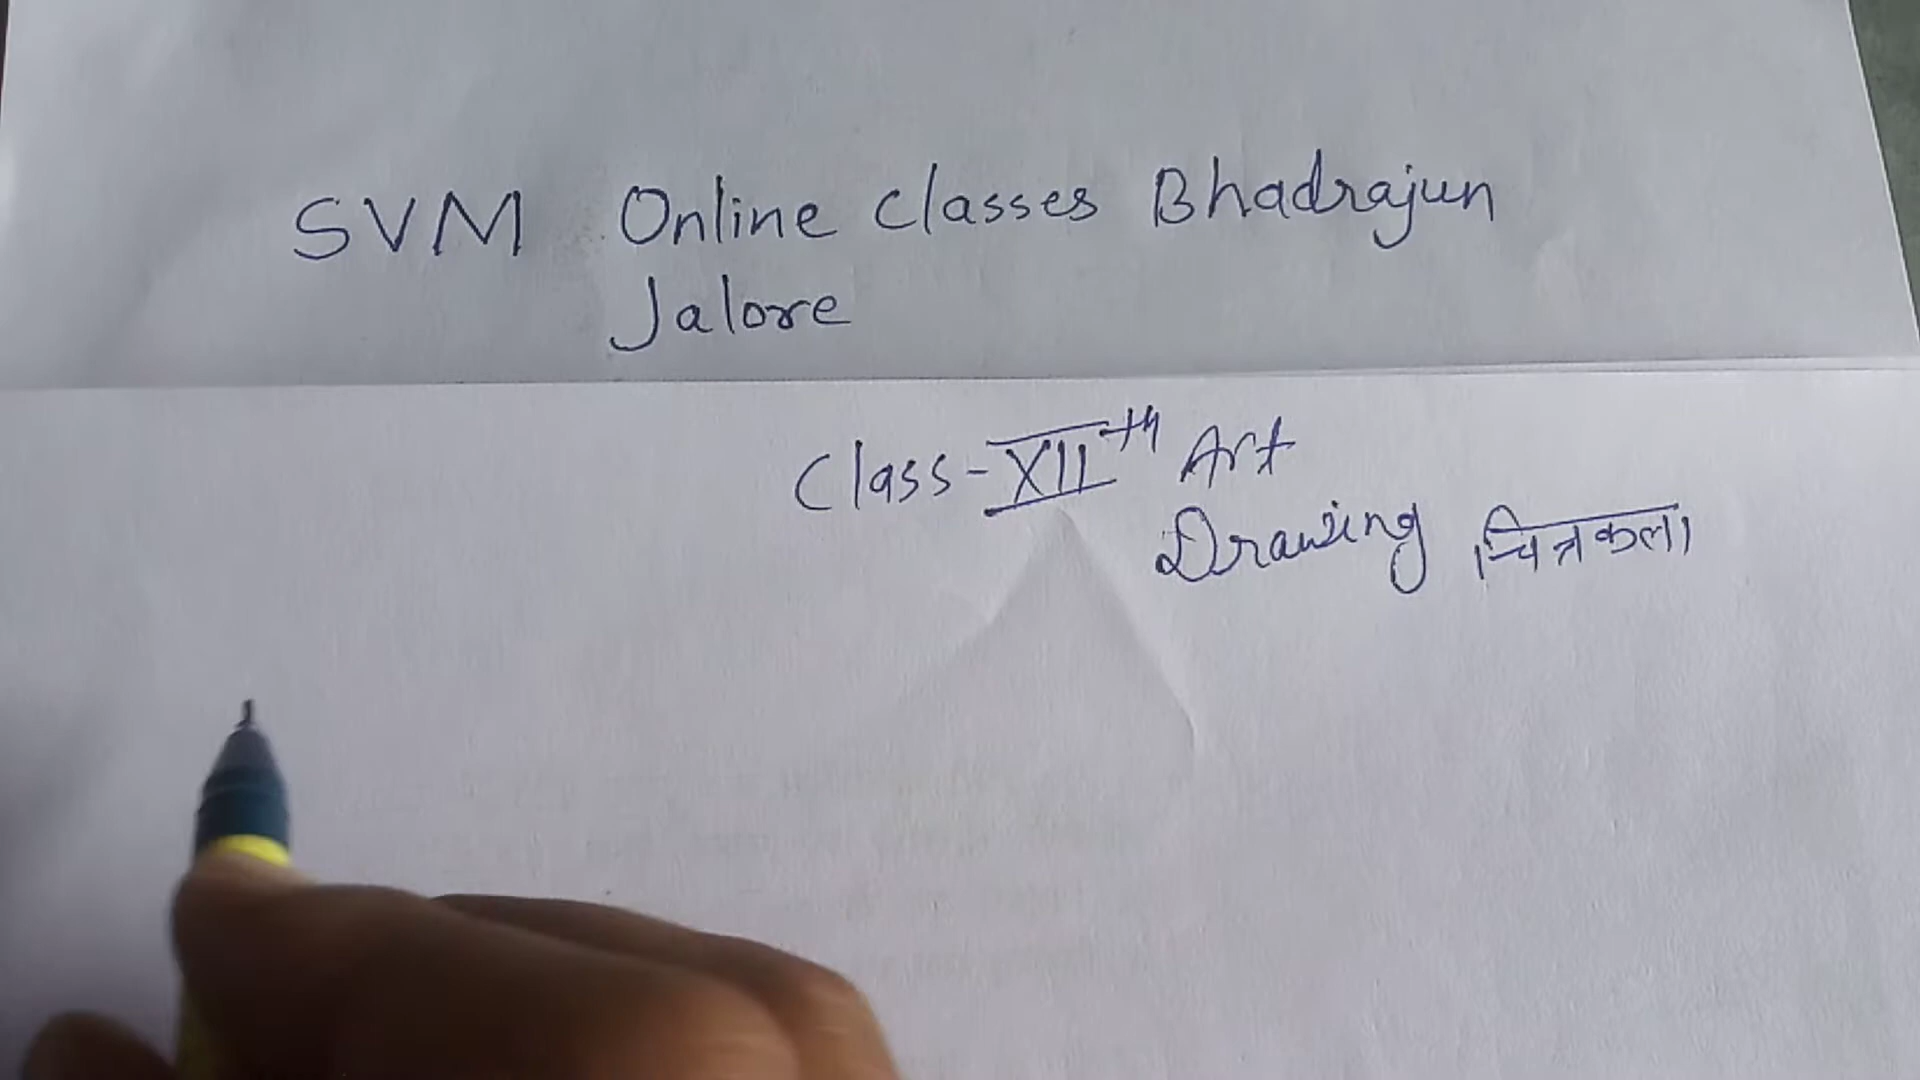 SVM Online Classes Bhadrajun
Jalore
Class-XIIth Art
Drawing चित्रकला